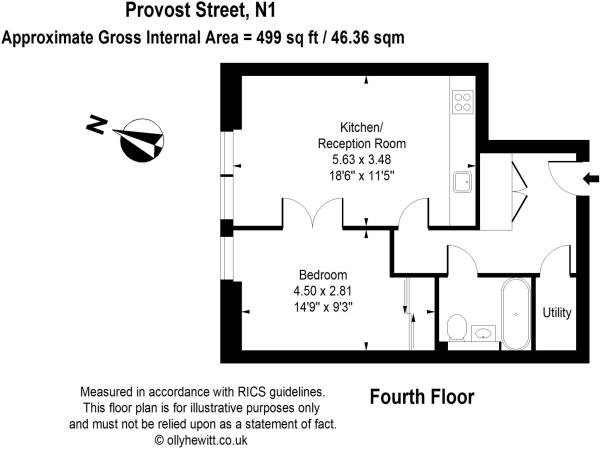 Provost Street, N1
Approximate Gross Internal Area = 499 sq ft / 46.36 sqm
N
Kitchen/
Reception Room
5.63 x 3.48
18'6" x 11'5"
Bedroom
4.50 x 2.81
14'9" x 9'3"
Utility
Measured in accordance with RICS guidelines.
This floor plan is for illustrative purposes only
and must not be relied upon as a statement of fact.
© ollyhewitt.co.uk
Fourth Floor